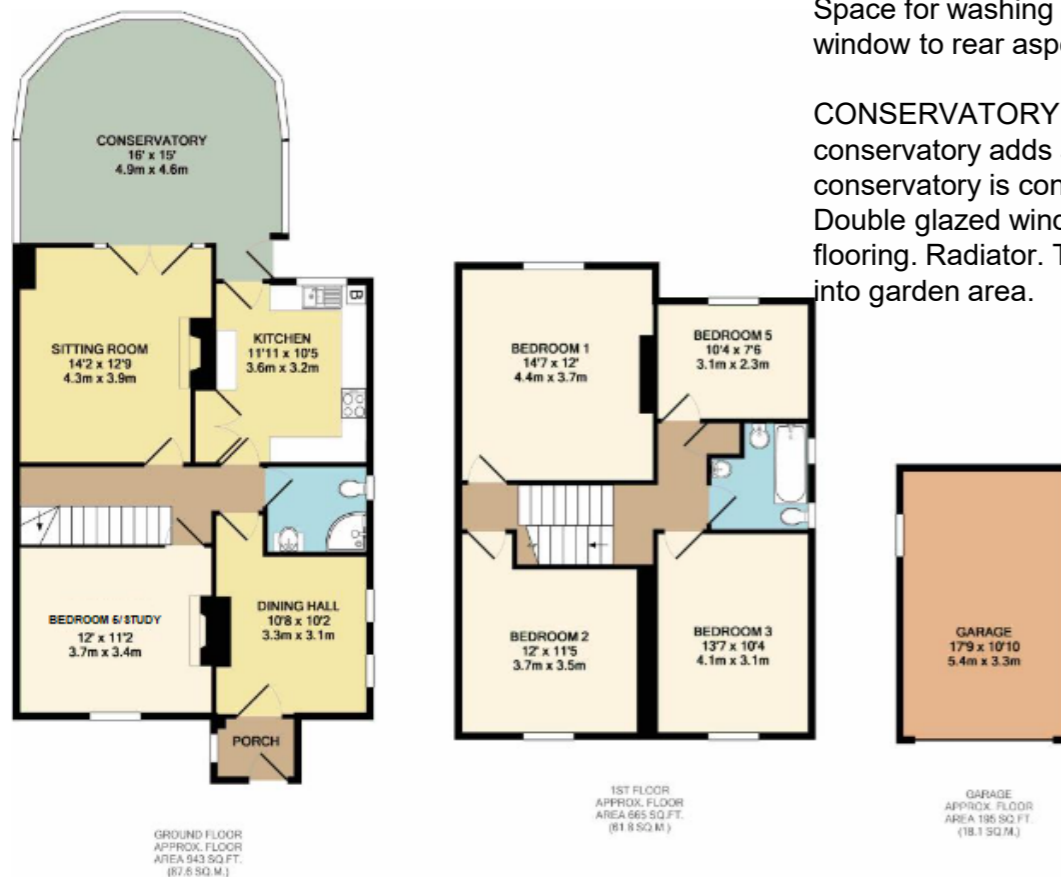 Space for washing
window to rear aspe
CONSERVATORY
conservatory adds
conservatory is con
Double glazed wind
flooring. Radiator. T
into garden area.
CONSERVATORY
16' x 15'
4.9m x 4.6m
SITTING ROOM
14'2 x 12'9
4.3m x 3.9m
KITCHEN
11'11 x 10'5
3.6m x 3.2m
B
BEDROOM 6/STUDY
12' x 11'2
3.7m x 3.4m
DINING HALL
10'8 x 10'2
3.3m x 3.1m
PORCH
GROUND FLOOR
APPROX. FLOOR
AREA 943 SQ.FT.
(87.6 SQ.M.)
BEDROOM 1
14'7 x 12'
4.4m x 3.7m
BEDROOM 5
10'4 x 7'6
3.1m x 2.3m
BEDROOM 2
12' x 11'5
3.7m x 3.5m
BEDROOM 3
13'7 x 10'4
4.1m x 3.1m
1ST FLOOR
APPROX. FLOOR
AREA 665 SQ.FT.
(61.8 SQ.M.)
GARAGE
17'9 x 10'10
5.4m x 3.3m
GARAGE
APPROX. FLOOR
AREA 195 SQ.FT.
(18.1 SQ.M.)